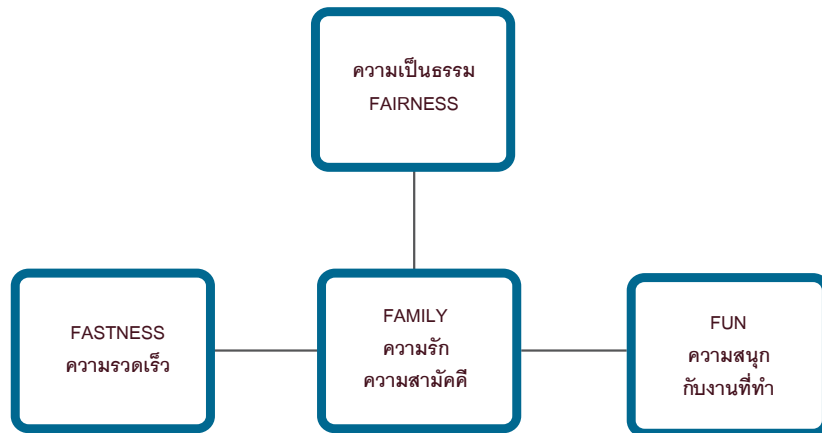 ความเป็นธรรม
FAIRNESS
FASTNESS
ความรวดเร็ว
FAMILY
ความรัก
ความสามัคคี
FUN
ความสนุก
กับงานที่ทำ